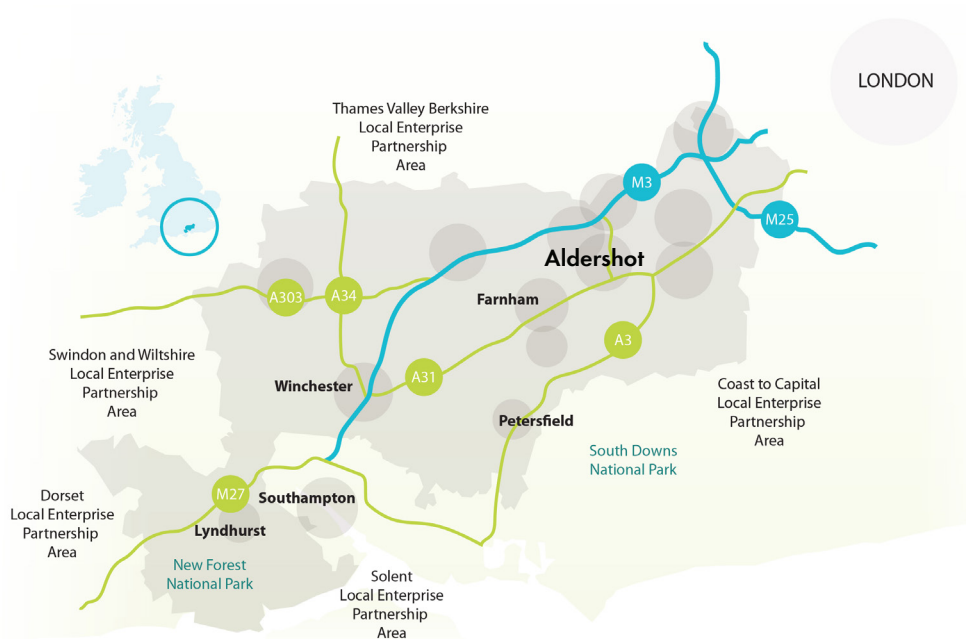 LONDON
Thames Valley Berkshire
Local Enterprise
Partnership
Area
M3
M25
Aldershot
A303
A34
Farnham
A3
Swindon and Wiltshire
Local Enterprise
Partnership
Area
Winchester
A31
Coast to Capital
Local Enterprise
Partnership
Area
Petersfield
South Downs
National Park
Dorset
Local Enterprise
Partnership
Area
M27
Southampton
Lyndhurst
New Forest
National Park
Solent
Local Enterprise
Partnership
Area